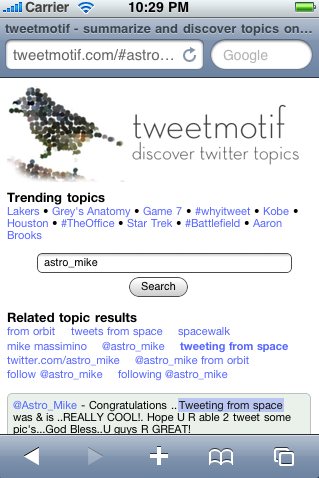 Carrier 10:29 PM
tweetmotif - summarize and discover topics on...
tweetmotif.com/#astro... Google
tweetmotif
discover twitter topics
Trending topics
Lakers • Grey's Anatomy • Game 7 • #whyitweet • Kobe •
Houston • #TheOffice • Star Trek • #Battlefield • Aaron
Brooks
astro_mike
Search
Related topic results
from orbit tweets from space spacewalk
mike massimino @astro_mike tweeting from space
twitter.com/astro_mike @astro_mike from orbit
follow @astro_mike following @astro_mike
@Astro_Mike - Congratulations .. Tweeting from space
was & is ..REALLY COOL!. Hope U R able 2 tweet some
pic's...God Bless..U guys R GREAT!